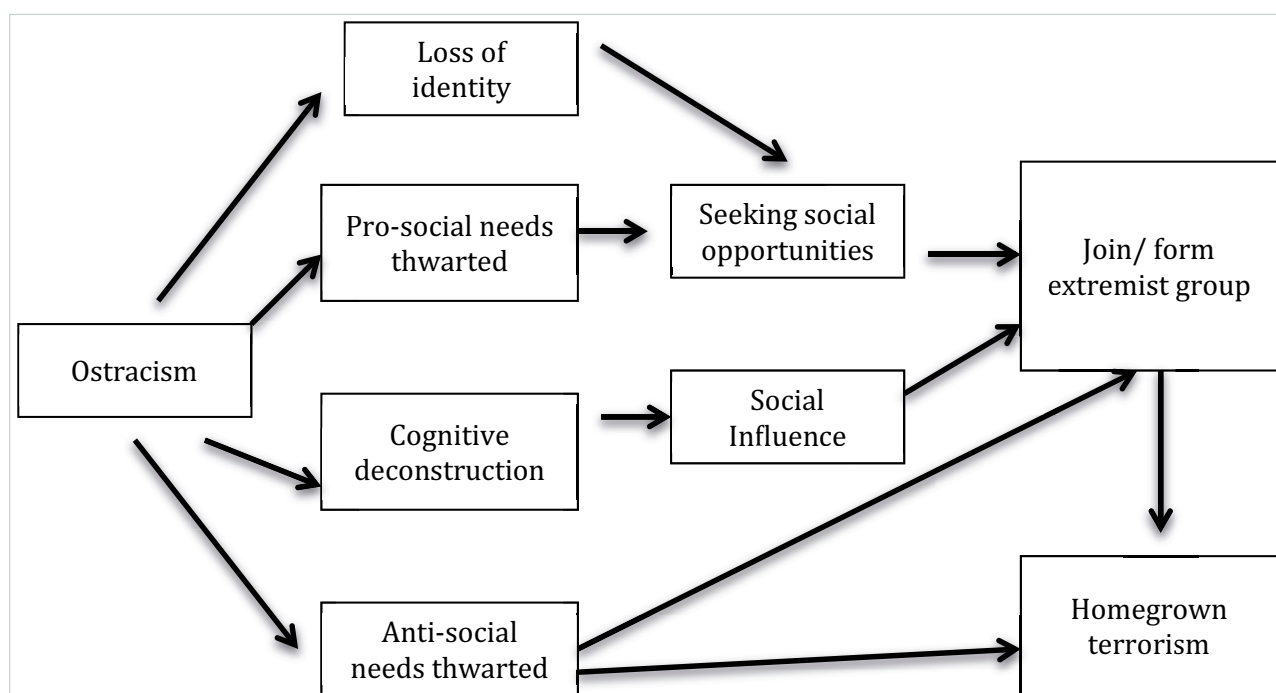 Loss of
identity
Pro-social needs
thwarted
Seeking social
opportunities
Join/ form
extremist group
Ostracism
Cognitive
deconstruction
Social
Influence
Anti-social
needs thwarted
Homegrown
terrorism